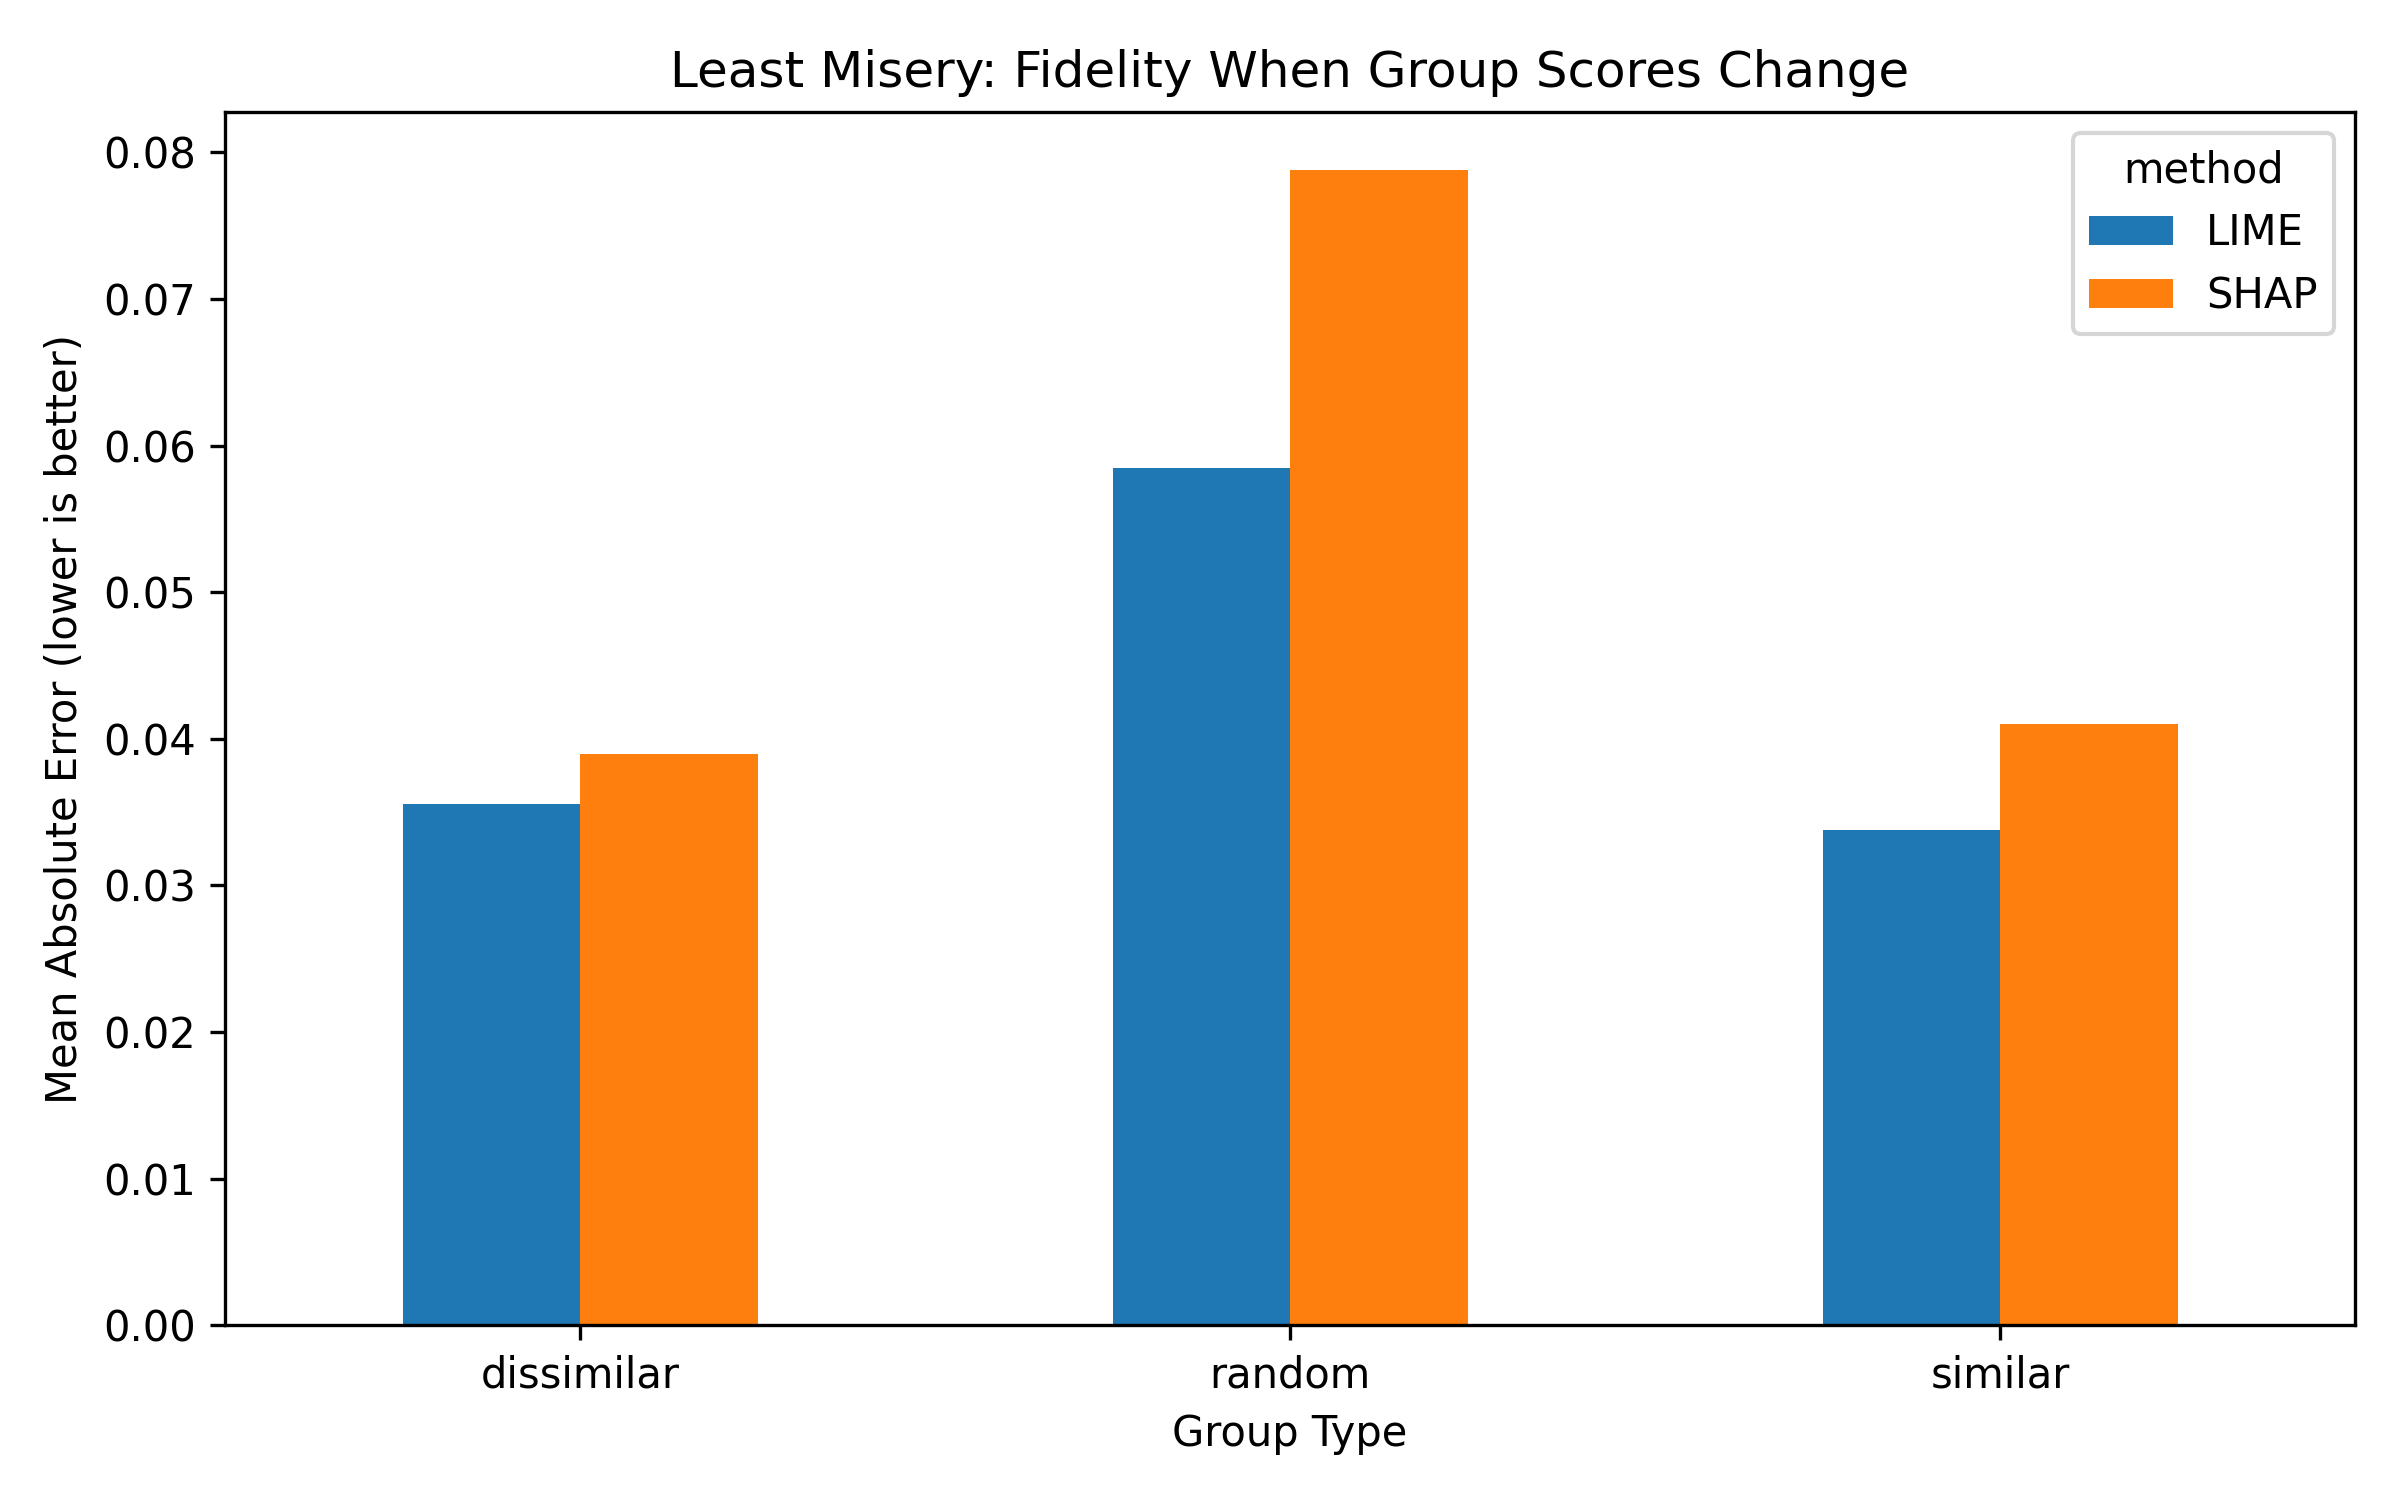 Least Misery: Fidelity When Group Scores Change
method
LIME
SHAP
Mean Absolute Error (lower is better)
0.08
0.07
0.06
0.05
0.04
0.03
0.02
0.01
0.00
dissimilar
random
similar
Group Type